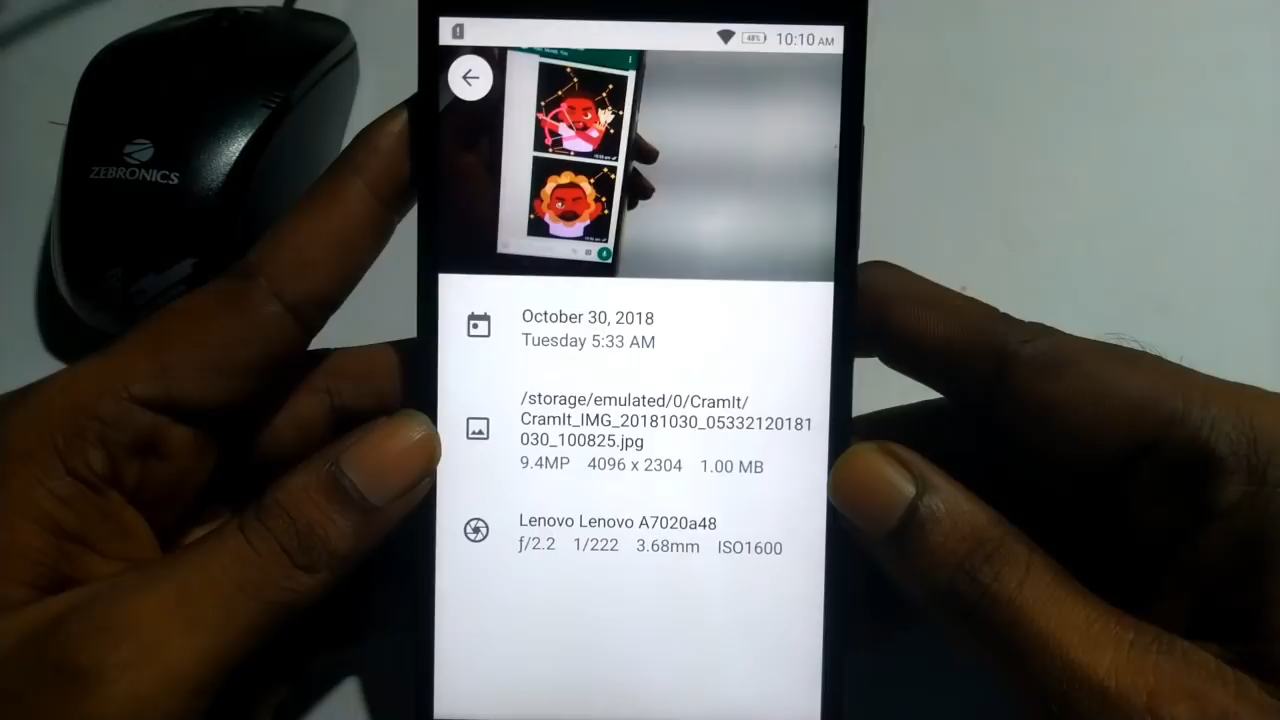 ZEBRONICS
48%
10:10 AM
October 30, 2018
Tuesday 5:33 AM
/storage/emulated/0/CramIt/
CramIt_IMG_20181030_05332120181
030_100825.jpg
9.4MP 4096 x 2304 1.00 MB
Lenovo Lenovo A7020a48
ƒ/2.2 1/222 3.68mm ISO1600